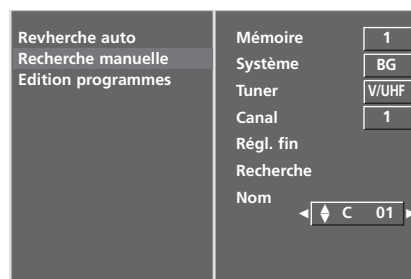 Revherche auto
Recherche manuelle
Edition programmes
Mémoire 1
Système BG
Tuner V/UHF
Canal 1
Régl. fin
Recherche
Nom
C 01